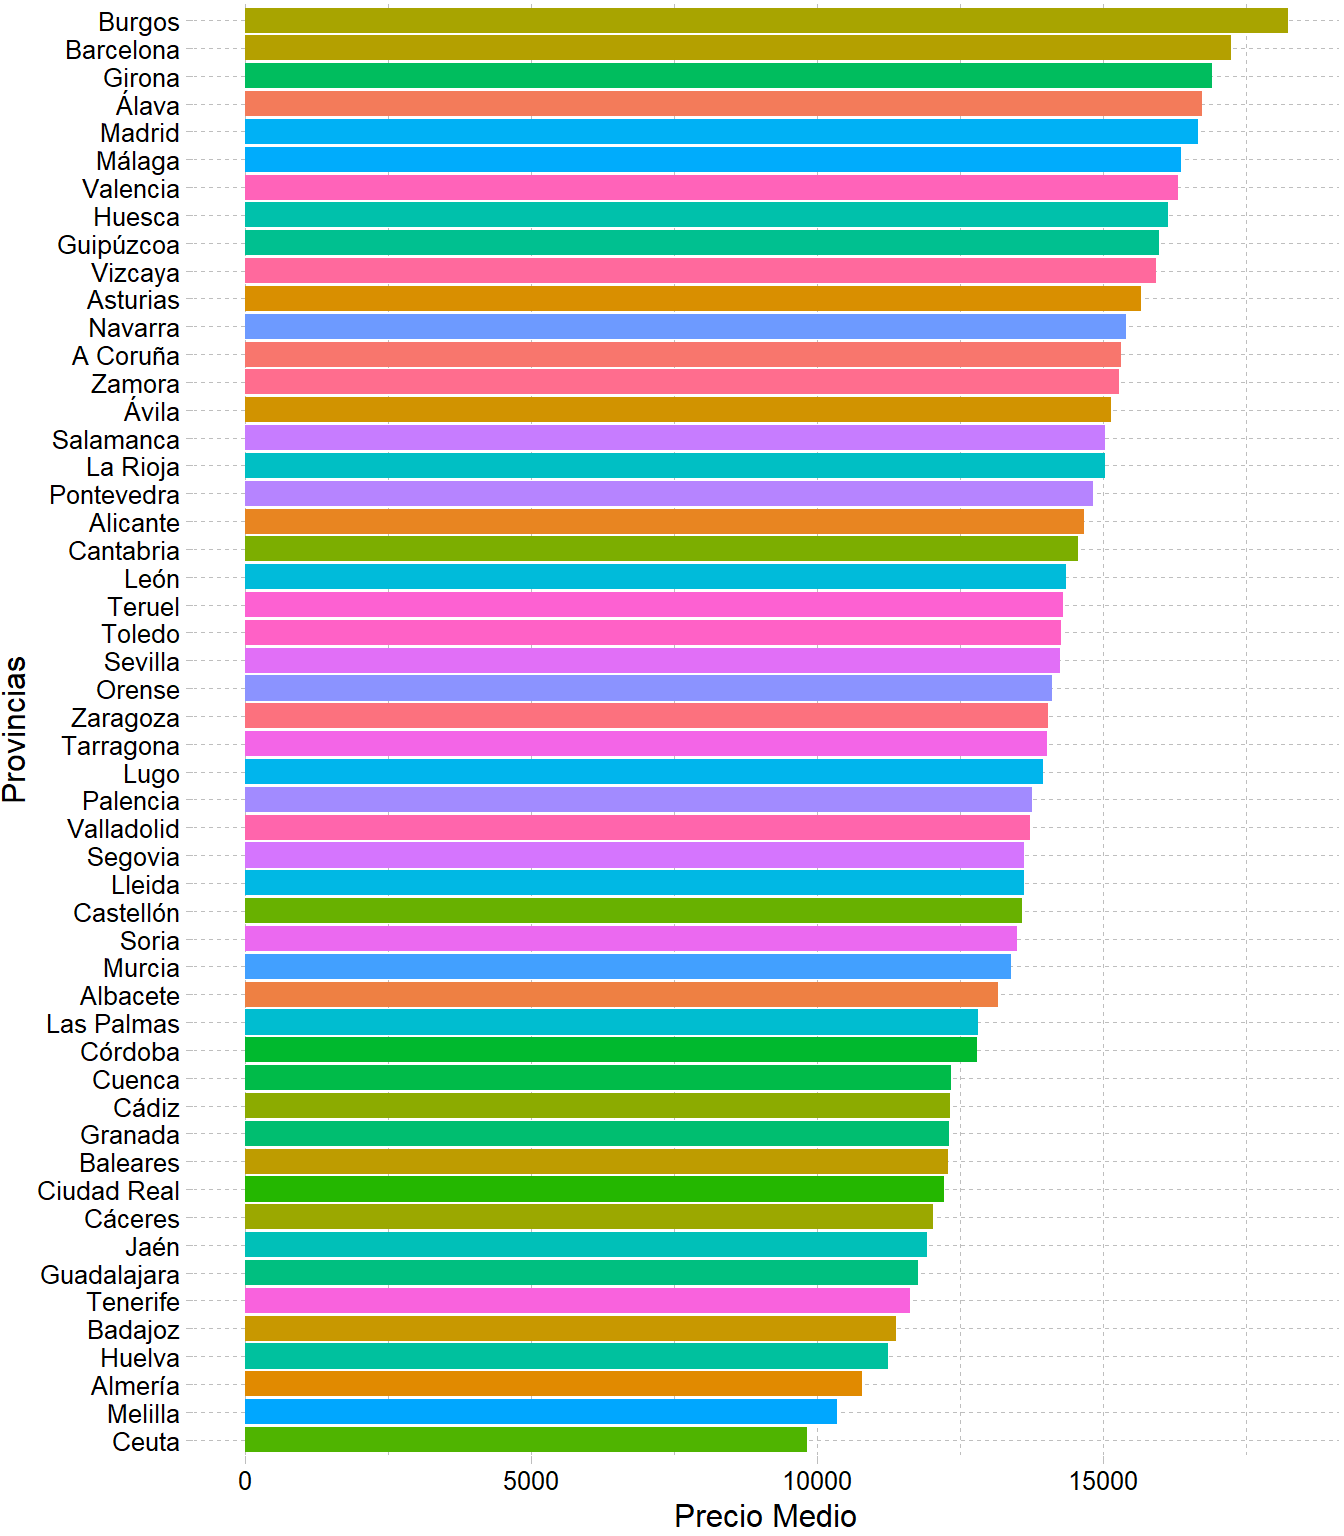 Burgos
Barcelona
Girona
Álava
Madrid
Málaga
Valencia
Huesca
Guipúzcoa
Vizcaya
Asturias
Navarra
A Coruña
Zamora
Ávila
Salamanca
La Rioja
Pontevedra
Alicante
Cantabria
León
Teruel
Toledo
Sevilla
Orense
Zaragoza
Tarragona
Lugo
Palencia
Valladolid
Segovia
Lleida
Castellón
Soria
Murcia
Albacete
Las Palmas
Córdoba
Cuenca
Cádiz
Granada
Baleares
Ciudad Real
Cáceres
Jaén
Guadalajara
Tenerife
Badajoz
Huelva
Almería
Melilla
Ceuta
Provincias
0 5000 10000 15000
Precio Medio